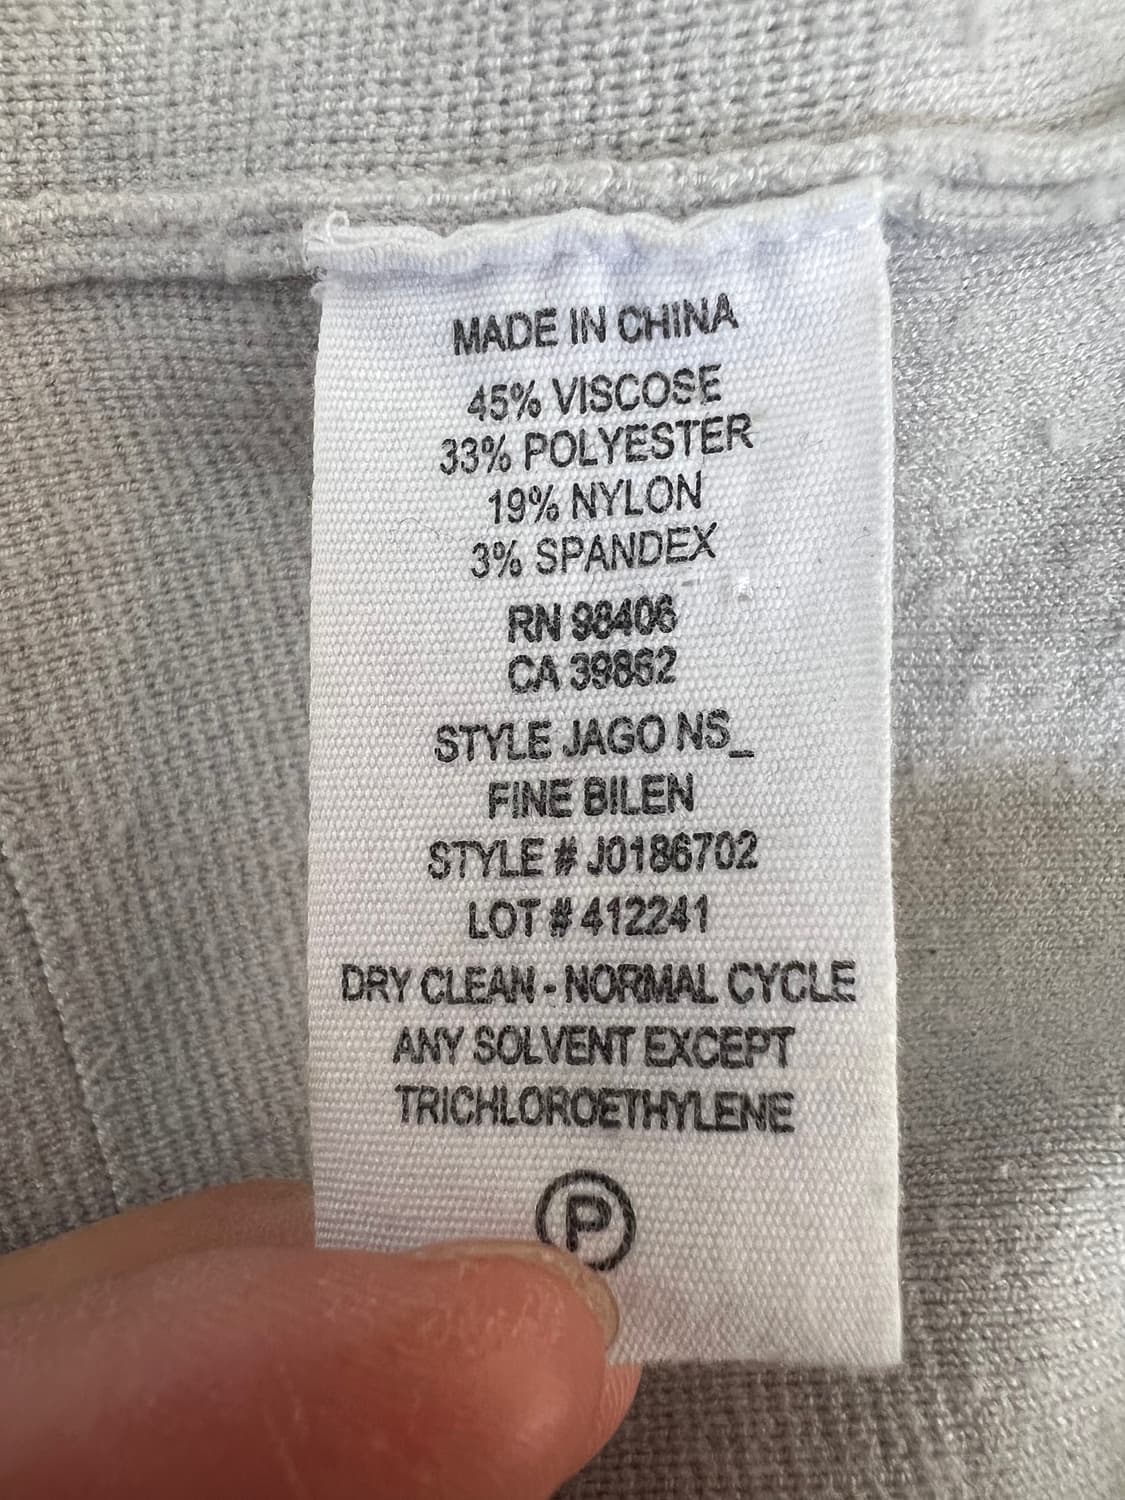 MADE IN CHINA
45% VISCOSE
33% POLYESTER
19% NYLON
3% SPANDEX
RN 98406
CA 39862
STYLE JAGO NS_
FINE BILEN
STYLE # J0186702
LOT # 412241
DRY CLEAN - NORMAL CYCLE
ANY SOLVENT EXCEPT
TRICHLOROETHYLENE
P